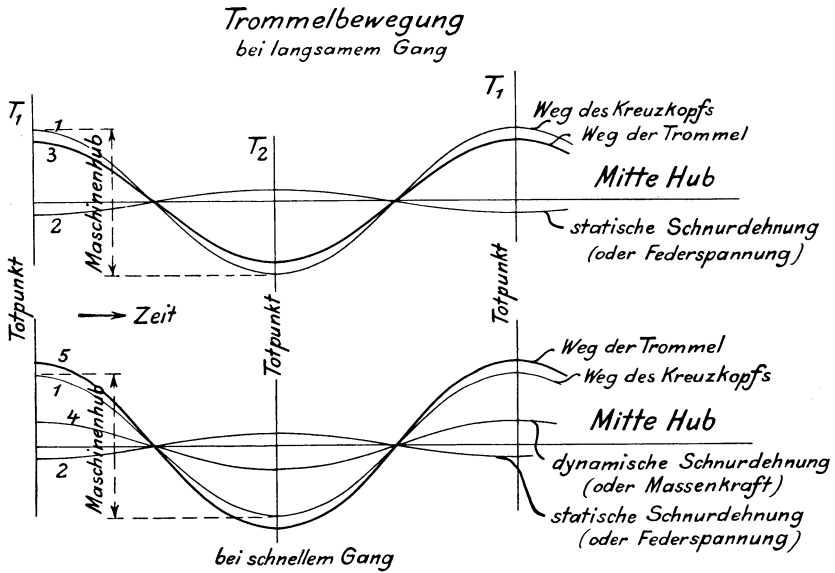 Trommelbewegung
bei langsamem Gang
T1
T1
1
Weg des Kreuzkopfs
3
Weg der Trommel
T2
Maschinenhub
Mitte Hub
2
statische Schnurdehnung
(oder Federspannung)
Totpunkt
Totpunkt
Totpunkt
Zeit
5
Weg der Trommel
1
Weg des Kreuzkopfs
4
Maschinenhub
Mitte Hub
2
dynamische Schnurdehnung
(oder Massenkraft)
statische Schnurdehnung
(oder Federspannung)
bei schnellem Gang